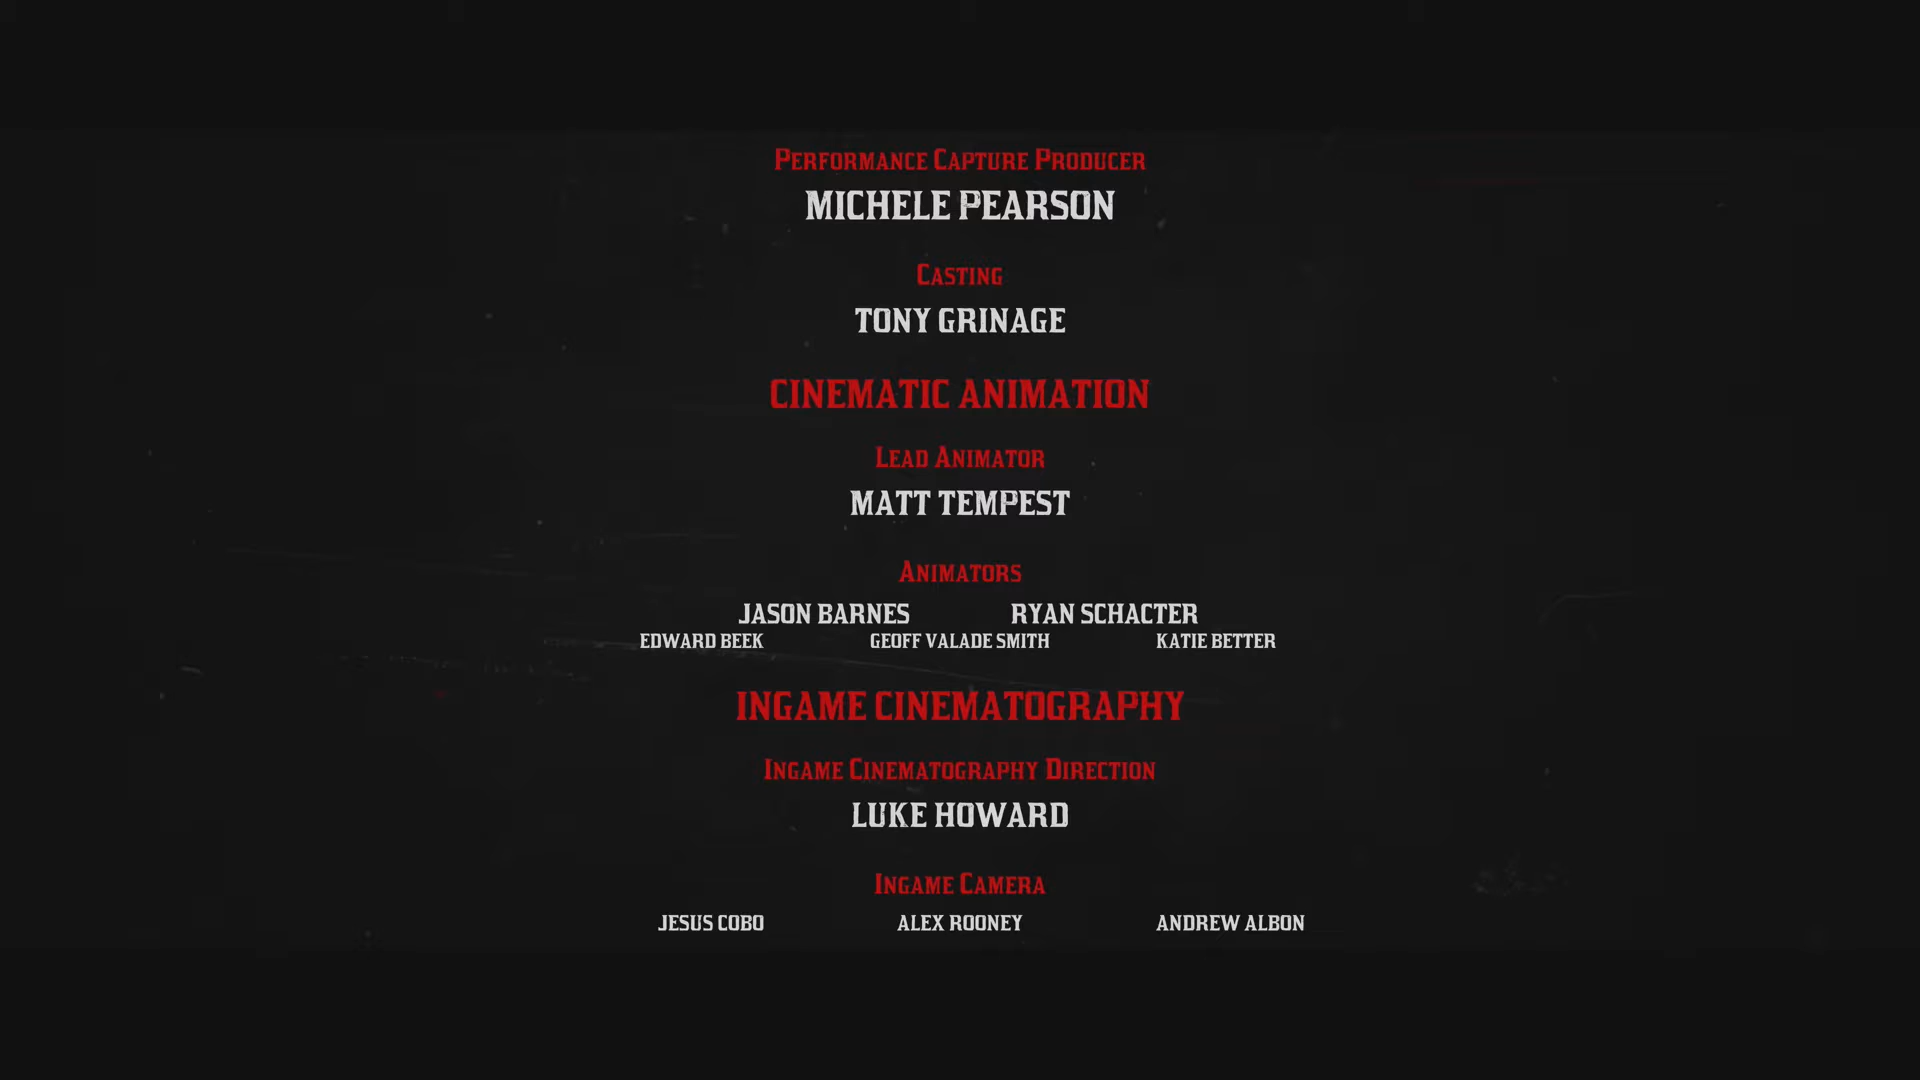 Performance Capture Producer
MICHELE PEARSON
Casting
TONY GRINAGE
CINEMATIC ANIMATION
Lead Animator
MATT TEMPEST
Animators
JASON BARNES RYAN SCHACTER
EDWARD BEEK GEOFF VALADE SMITH KATIE BETTER
INGAME CINEMATOGRAPHY
Ingame Cinematography Direction
LUKE HOWARD
Ingame Camera
JESUS COBO ALEX ROONEY ANDREW ALBON